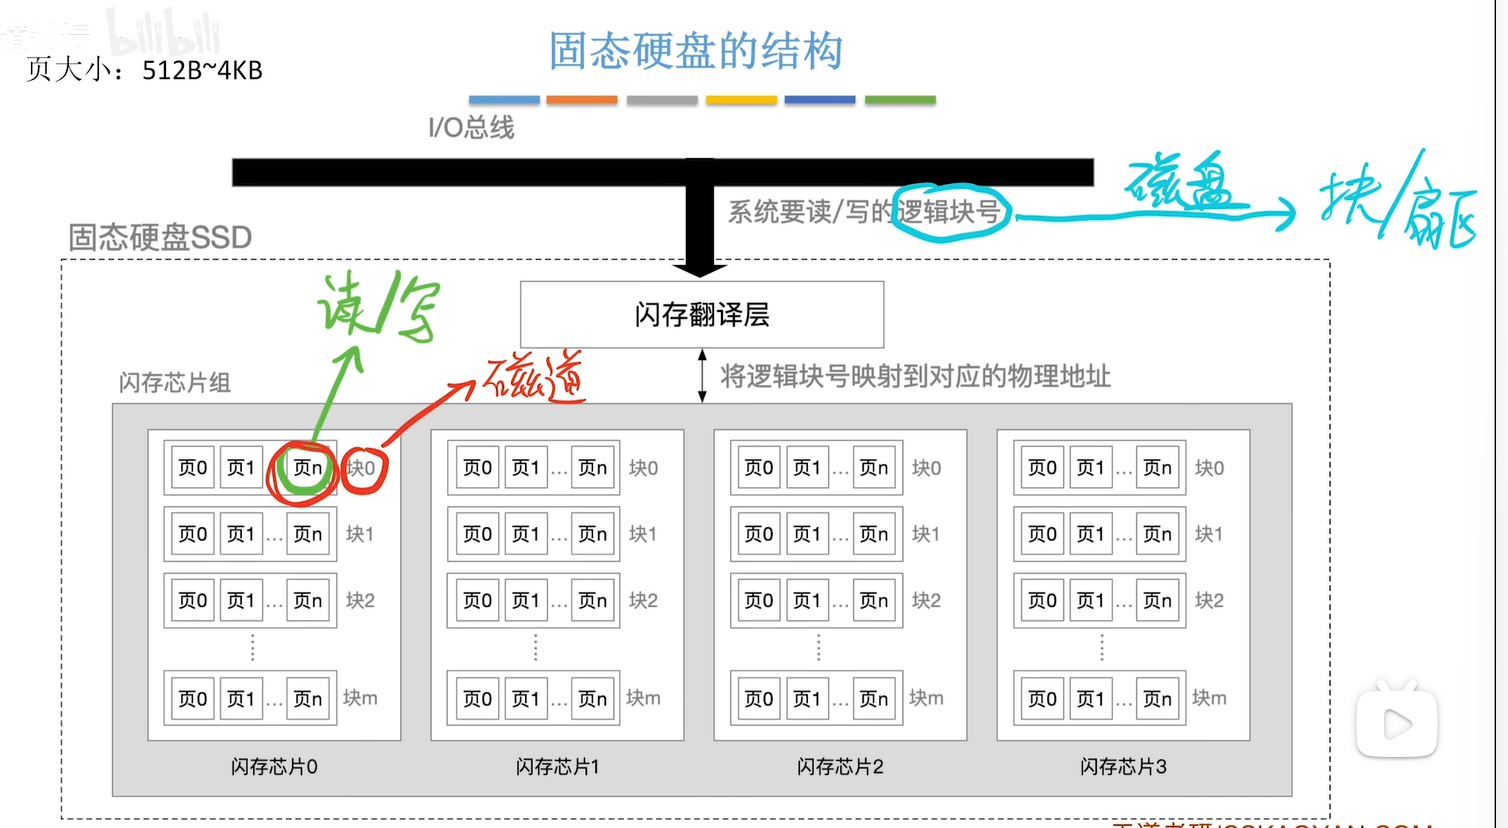 bilibili
固态硬盘的结构
页大小：512B~4KB
I/O总线
磁盘
块/扇区
系统要读/写的逻辑块号
固态硬盘SSD
读/写
闪存翻译层
磁道
将逻辑块号映射到对应的物理地址
闪存芯片组
页0 页1 页n 块0 页0 页1 ... 页n 块0 页0 页1 ... 页n 块0 页0 页1 ... 页n 块0
页0 页1 ... 页n 块1 页0 页1 ... 页n 块1 页0 页1 ... 页n 块1 页0 页1 ... 页n 块1
页0 页1 ... 页n 块2 页0 页1 ... 页n 块2 页0 页1 ... 页n 块2 页0 页1 ... 页n 块2
页0 页1 ... 页n 块m 页0 页1 ... 页n 块m 页0 页1 ... 页n 块m 页0 页1 ... 页n 块m
闪存芯片0 闪存芯片1 闪存芯片2 闪存芯片3